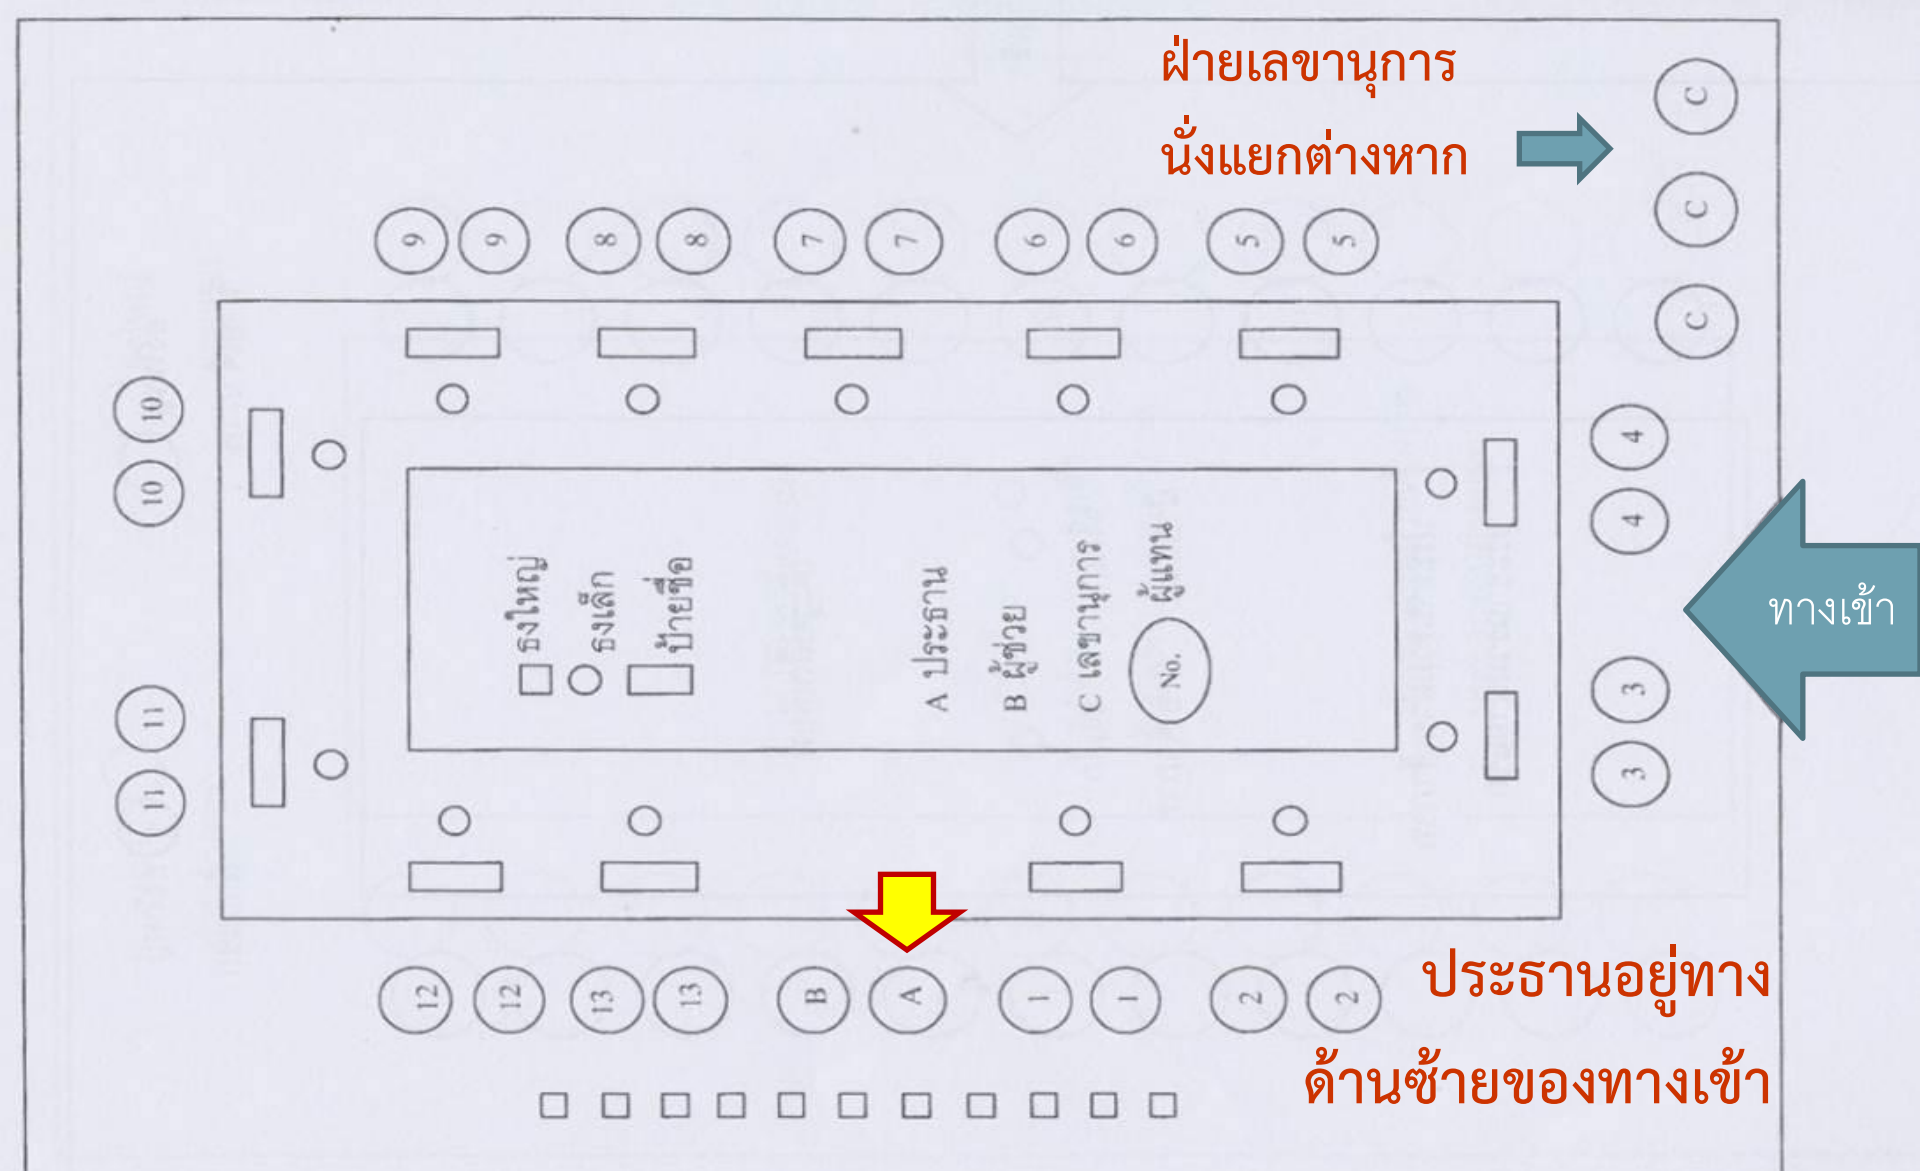 ฝ่ายเลขานุการ
นั่งแยกต่างหาก
C
C
C
9 9 8 8 7 7 6 6 5 5
10
10
4
4
ธงใหญ่
ธงเล็ก
ป้ายชื่อ
A ประธาน
B ผู้ช่วย
C เลขานุการ
No. ผู้แทน
ทางเข้า
11
11
3
3
12 12 13 13 B A 1 1 2 2
ประธานอยู่ทาง
ด้านซ้ายของทางเข้า